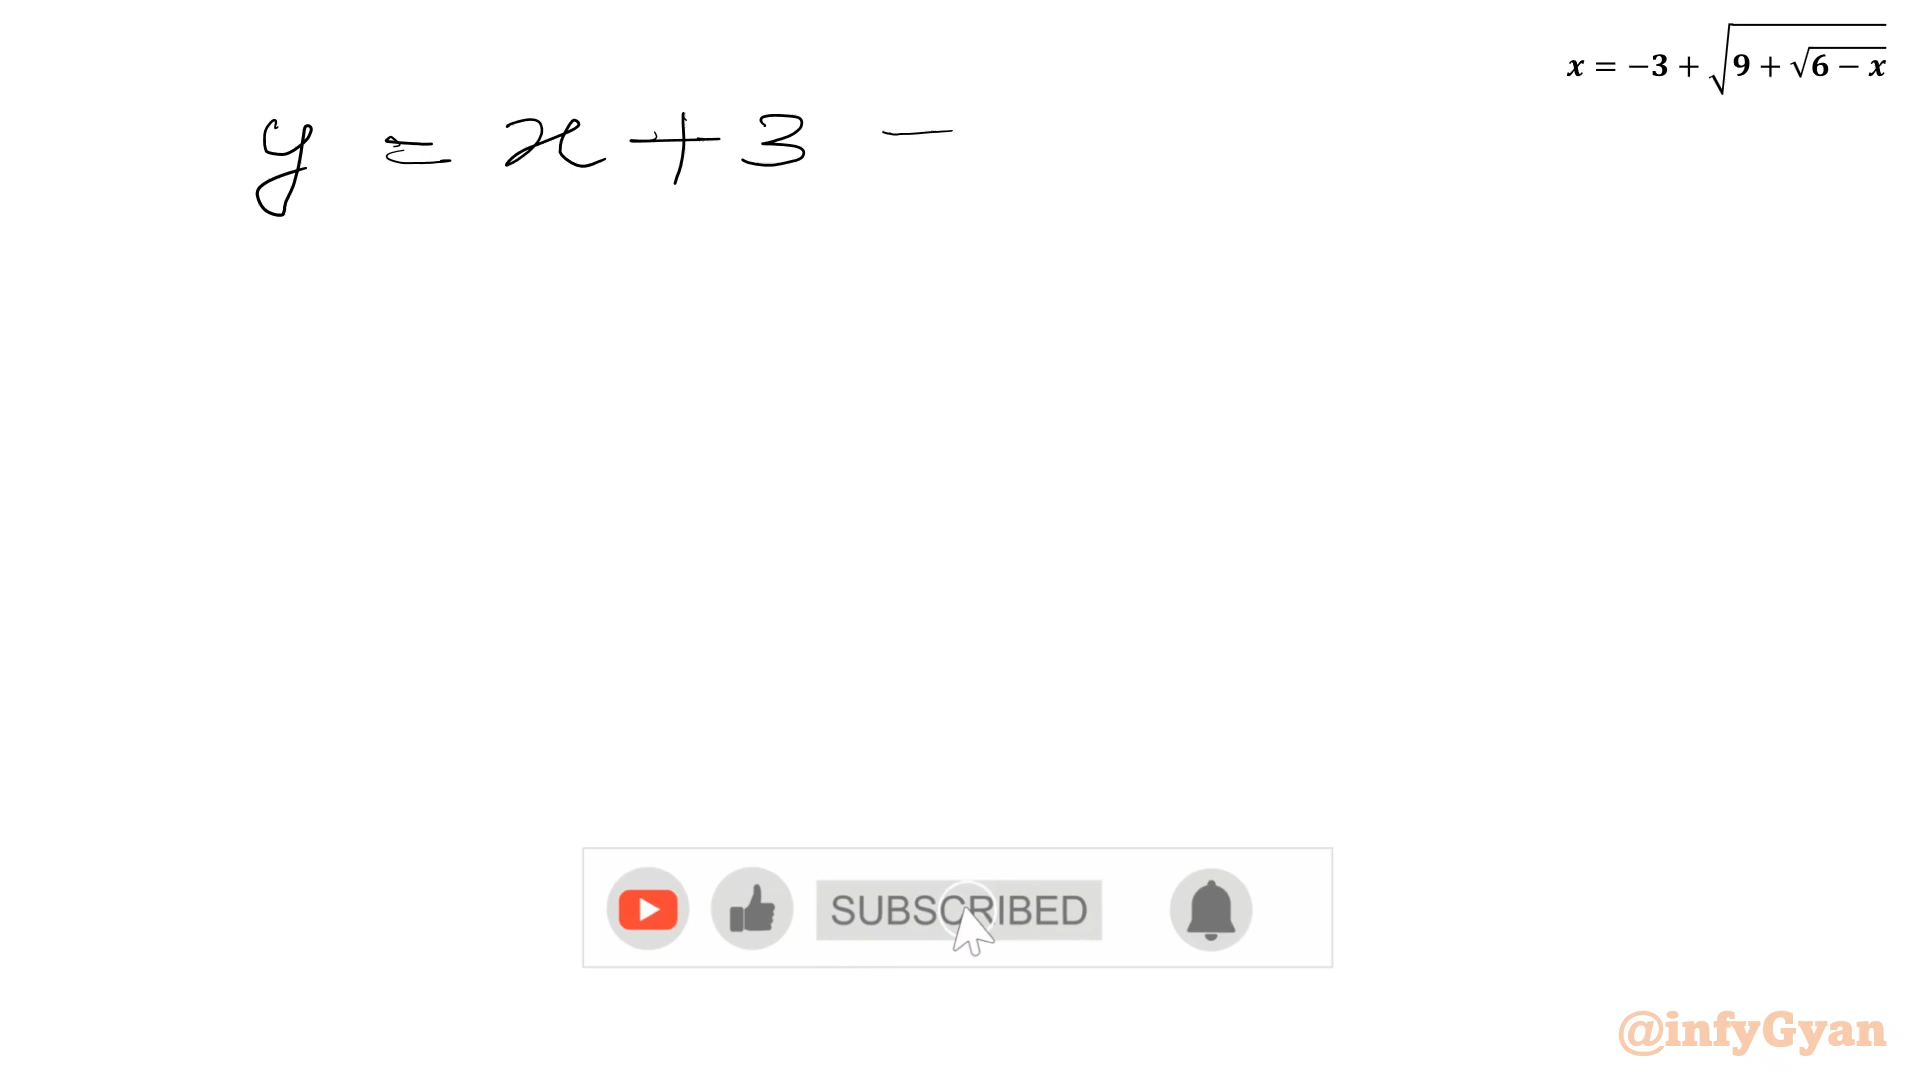 x = −3 + √(9 + √(6 − x))
y = x + 3 —
SUBSCRIBED
@infyGyan